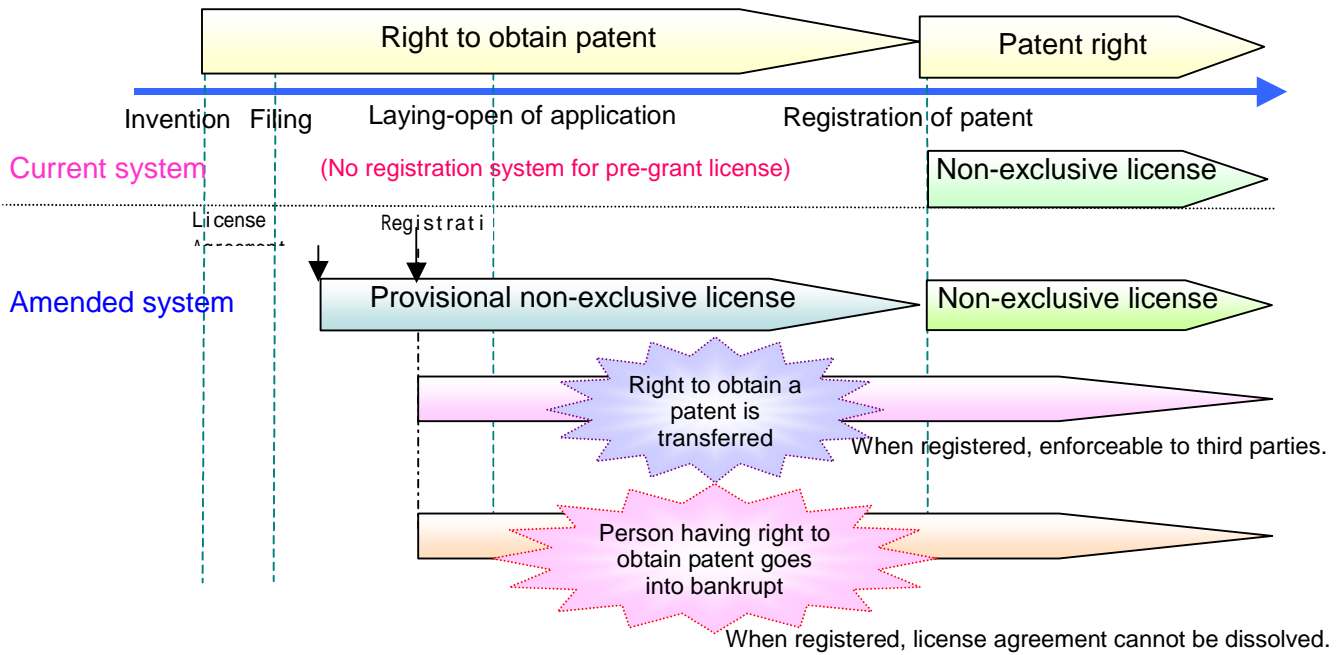 Right to obtain patent
Patent right
Invention Filing Laying-open of application Registration of patent
Current system (No registration system for pre-grant license) Non-exclusive license
License
Registrati
Amended system Provisional non-exclusive license Non-exclusive license
Right to obtain a
patent is
transferred
When registered, enforceable to third parties.
Person having right to
obtain patent goes
into bankrupt
When registered, license agreement cannot be dissolved.